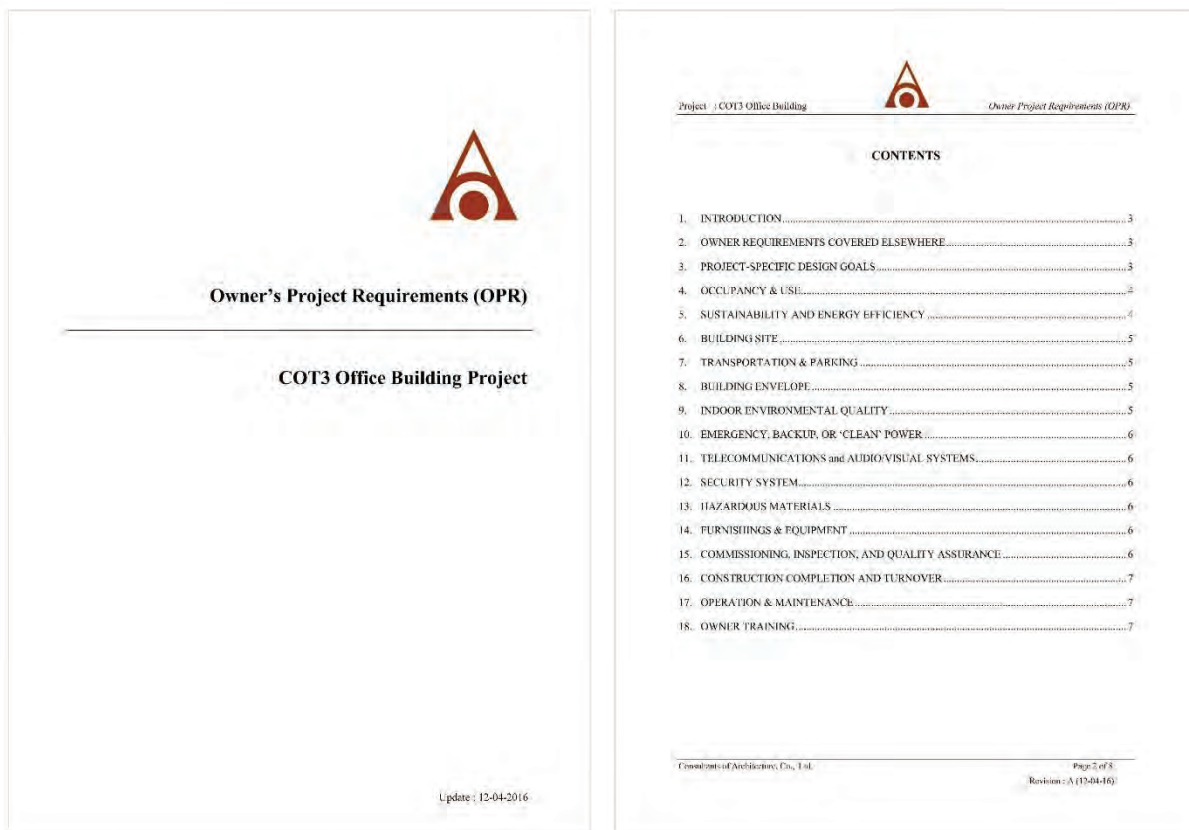 Owner's Project Requirements (OPR)
COT3 Office Building Project
Update : 12-04-2016
Project : COT3 Office Building
Owner Project Requirements (OPR)
CONTENTS
1. INTRODUCTION 3
2. OWNER REQUIREMENTS COVERED ELSEWHERE 3
3. PROJECT-SPECIFIC DESIGN GOALS 3
4. OCCUPANCY & USE 4
5. SUSTAINABILITY AND ENERGY EFFICIENCY 4
6. BUILDING SITE 5
7. TRANSPORTATION & PARKING 5
8. BUILDING ENVELOPE 5
9. INDOOR ENVIRONMENTAL QUALITY 5
10. EMERGENCY, BACKUP, OR 'CLEAN' POWER 6
11. TELECOMMUNICATIONS and AUDIO/VISUAL SYSTEMS 6
12. SECURITY SYSTEM 6
13. HAZARDOUS MATERIALS 6
14. FURNISHINGS & EQUIPMENT 6
15. COMMISSIONING, INSPECTION, AND QUALITY ASSURANCE 6
16. CONSTRUCTION COMPLETION AND TURNOVER 7
17. OPERATION & MAINTENANCE 7
18. OWNER TRAINING 7
Consultants of Architecture, Co., Ltd.
Page 2 of 8
Revision : A (12-04-16)